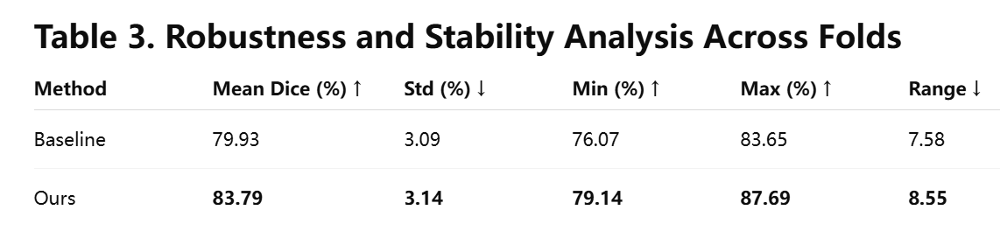 Table 3. Robustness and Stability Analysis Across Folds
Method Mean Dice (%) ↑ Std (%) ↓ Min (%) ↑ Max (%) ↑ Range ↓
Baseline 79.93 3.09 76.07 83.65 7.58
Ours 83.79 3.14 79.14 87.69 8.55